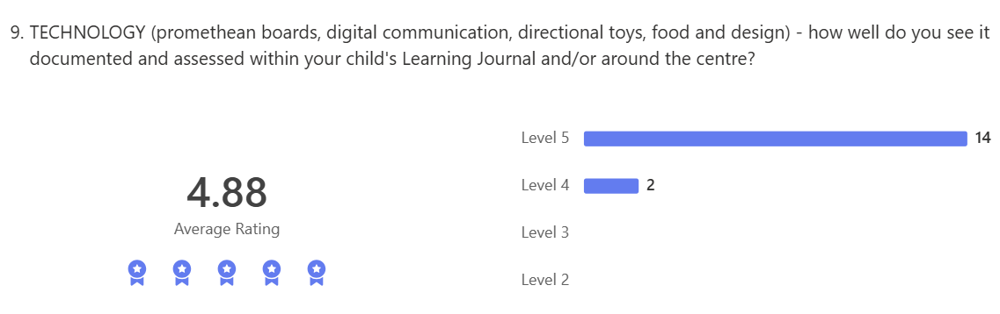 9. TECHNOLOGY (promethean boards, digital communication, directional toys, food and design) - how well do you see it
documented and assessed within your child's Learning Journal and/or around the centre?
4.88
Average Rating
Level 5 14
Level 4 2
Level 3
Level 2